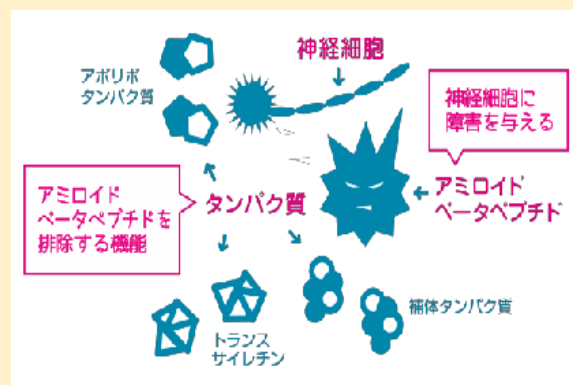 神経細胞
アポリポ
タンパク質
神経細胞に
障害を与える
アミロイド
ベータペプチドを
排除する機能
タンパク質
アミロイド
ベータペプチド
トランス
サイレチン
補体タンパク質